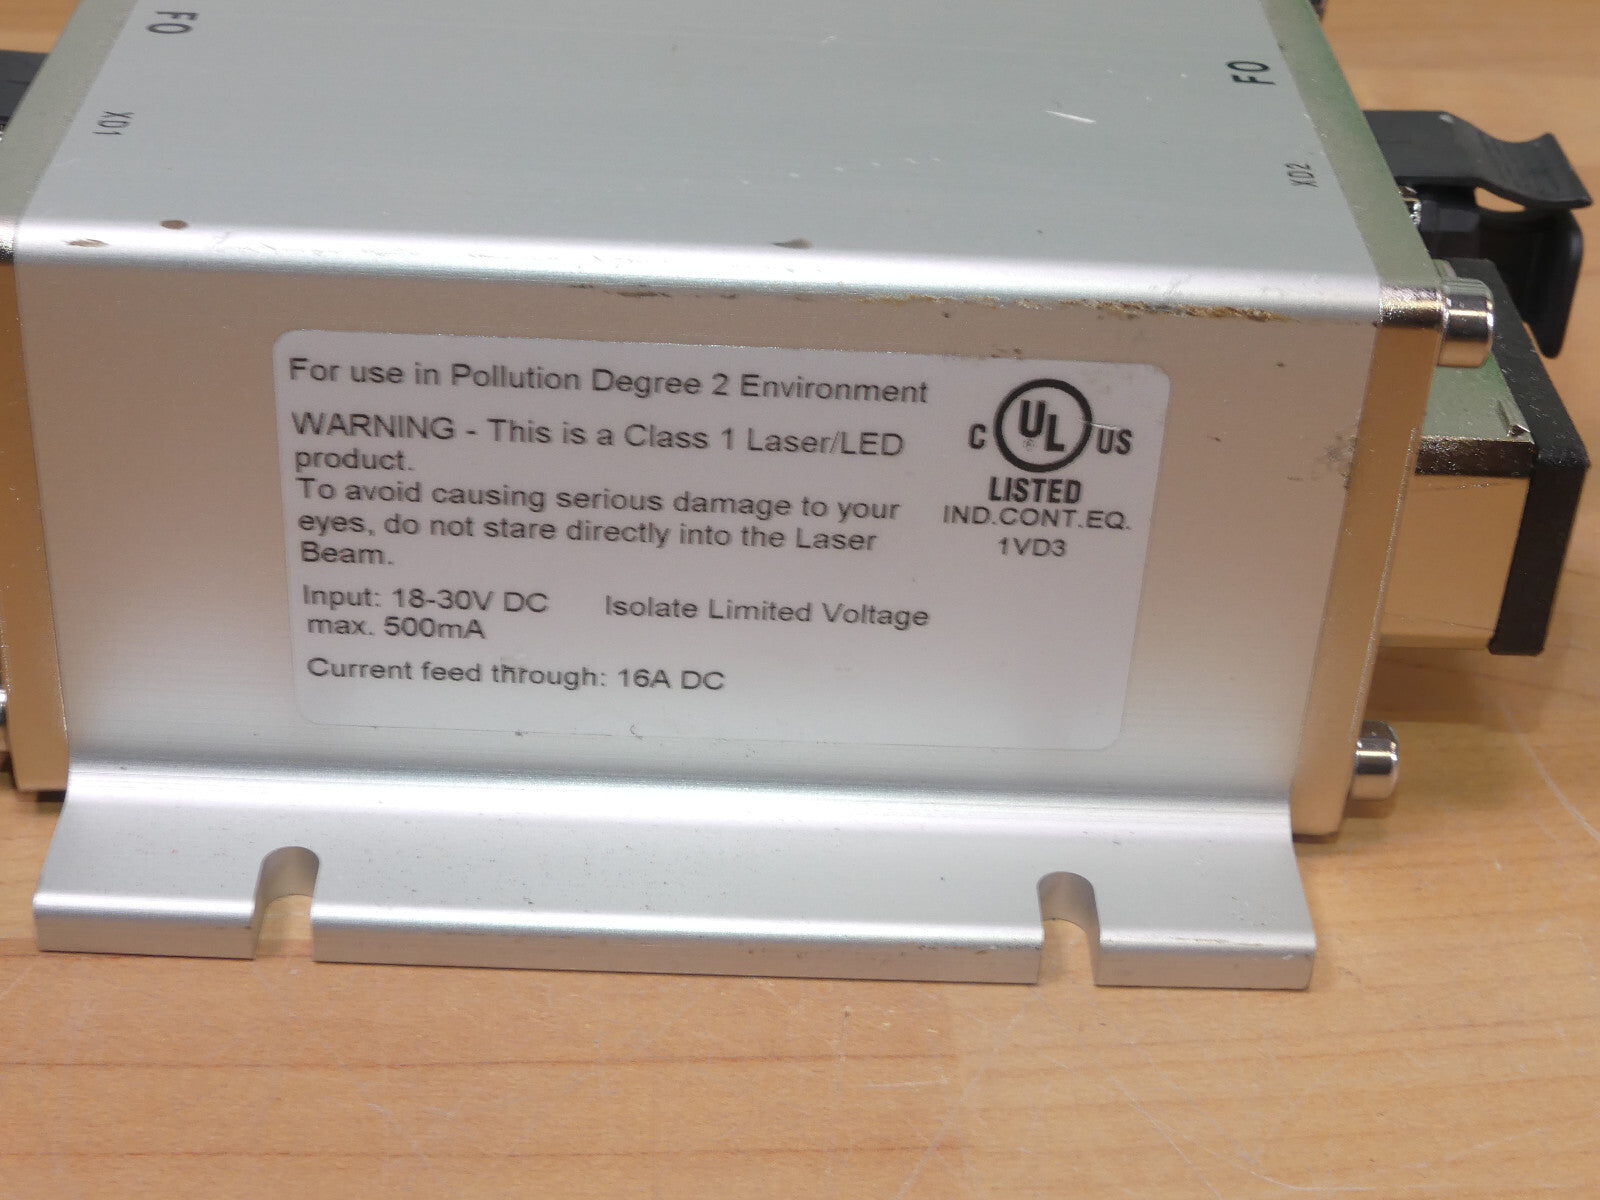 FO
FO
XD1
XD2
For use in Pollution Degree 2 Environment
WARNING - This is a Class 1 Laser/LED
product.
To avoid causing serious damage to your
eyes, do not stare directly into the Laser
Beam.
Input: 18-30V DC Isolate Limited Voltage
max. 500mA
Current feed through: 16A DC
C UL US
®
LISTED
IND.CONT.EQ.
1VD3